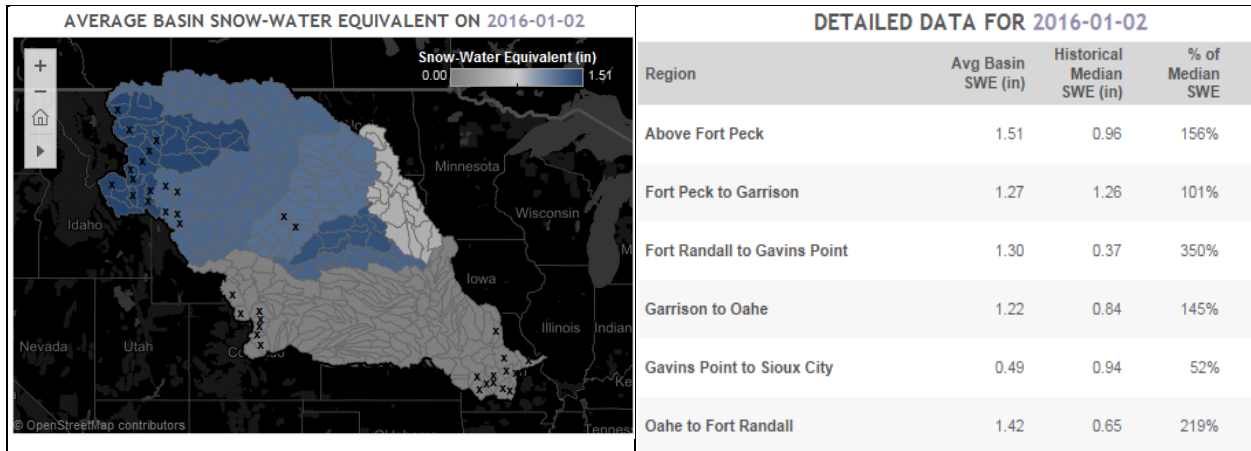 AVERAGE BASIN SNOW-WATER EQUIVALENT ON 2016-01-02
Snow-Water Equivalent (in)
0.00 1.51
+
−
Minnesota
Wisconsin
Idaho
Iowa
Illinois Indian
Nevada
Utah
Tennes
© OpenStreetMap contributors
DETAILED DATA FOR 2016-01-02
Region Avg Basin SWE (in) Historical Median SWE (in) % of Median SWE
Above Fort Peck 1.51 0.96 156%
Fort Peck to Garrison 1.27 1.26 101%
Fort Randall to Gavins Point 1.30 0.37 350%
Garrison to Oahe 1.22 0.84 145%
Gavins Point to Sioux City 0.49 0.94 52%
Oahe to Fort Randall 1.42 0.65 219%